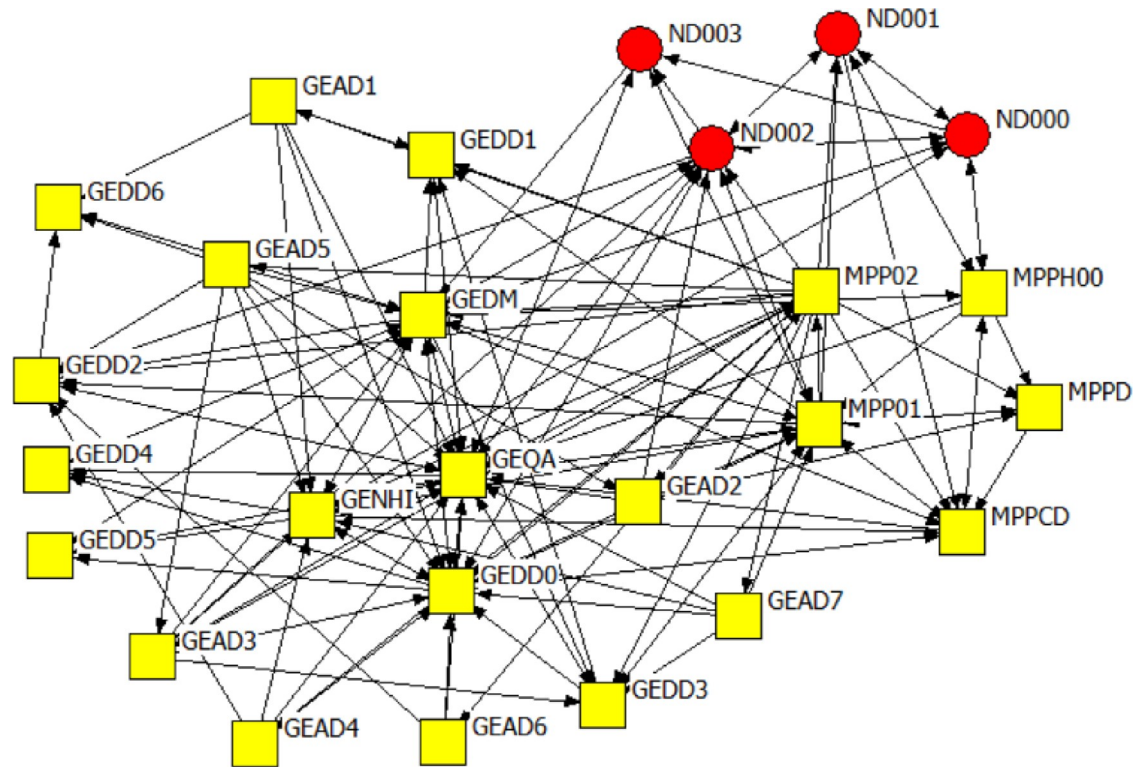 ND001
ND003
GEAD1
ND002
ND000
GEDD1
GEDD6
GEAD5
MPP02
MPPH00
GEDM
GEDD2
MPPD
MPP01
GEDD4
GEQA
GENHI
GEAD2
MPPCD
GEDD5
GEDD0
GEAD7
GEAD3
GEDD3
GEAD4
GEAD6